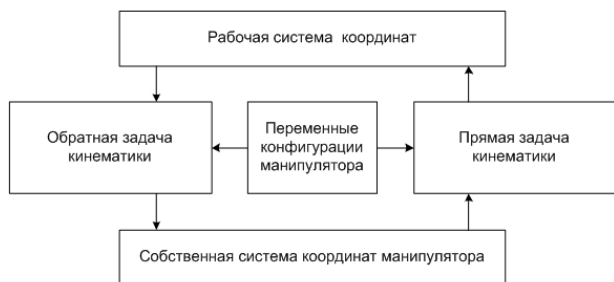 Рабочая система координат
Обратная задача
кинематики
Переменные
конфигурации
манипулятора
Прямая задача
кинематики
Собственная система координат манипулятора